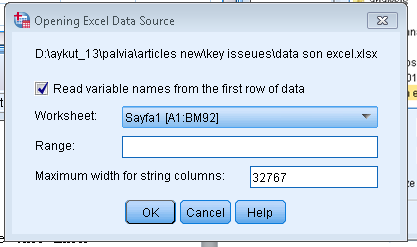 Opening Excel Data Source
D:\aykut_13\palvia\articles new\key isseues\data son excel.xlsx
Read variable names from the first row of data
Worksheet: Sayfa1 [A1:BM92]
Range:
Maximum width for string columns: 32767
OK Cancel Help